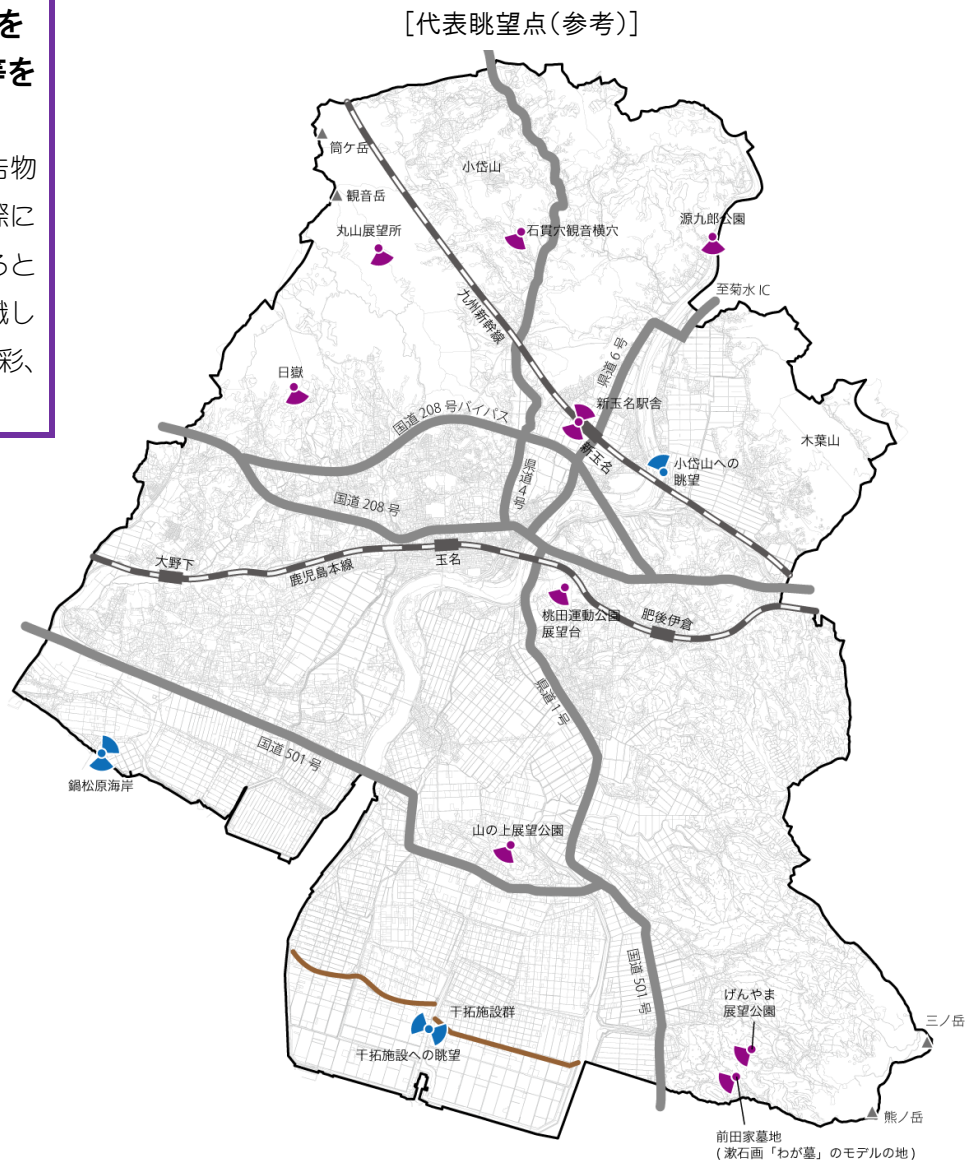 [代表眺望点(参考)]
を
等を
告物
際に
ると
識し
彩、
筒ケ岳
小岱山
観音岳
源九郎公園
丸山展望所
石貫穴観音横穴
至菊水 IC
九州新幹線
県道 6 号
日嶽
新玉名駅舎
国道 208 号バイパス
木葉山
新玉名
小岱山への
眺望
県道 4 号
国道 208 号
大野下
鹿児島本線
玉名
桃田運動公園
展望台
肥後伊倉
県道 1 号
国道 501 号
鍋松原海岸
山の上展望公園
国道 501 号
げんやま
展望公園
干拓施設群
三ノ岳
干拓施設への眺望
熊ノ岳
前田家墓地
( 漱石画「わが墓」のモデルの地 )